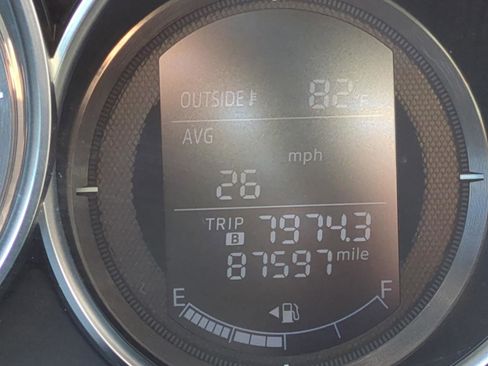 OUTSIDE 82°F
AVG
mph
26
TRIP B 7974.3
87597 mile
E F